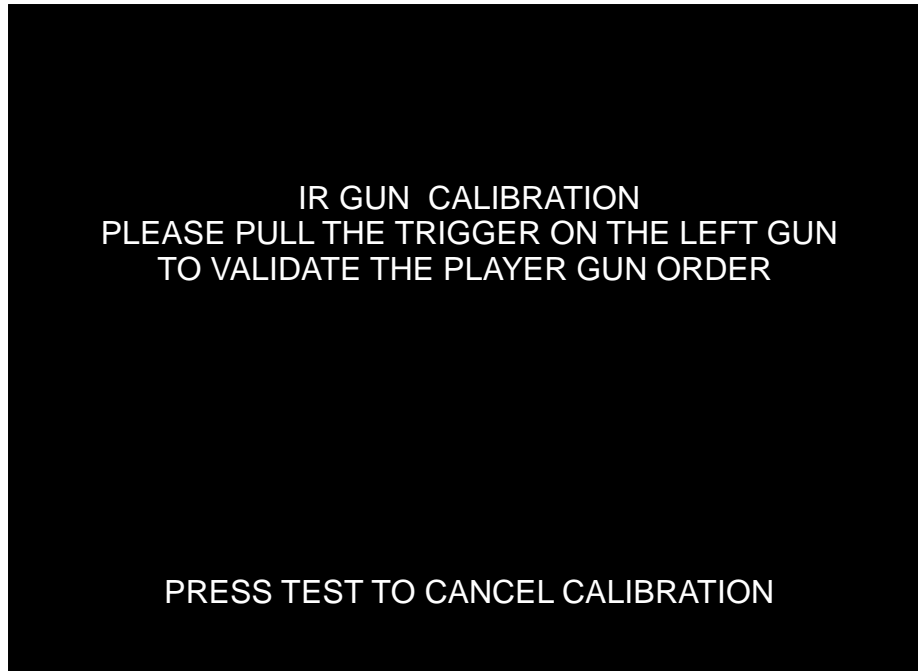 IR GUN  CALIBRATION
PLEASE PULL THE TRIGGER ON THE LEFT GUN
TO VALIDATE THE PLAYER GUN ORDER
PRESS TEST TO CANCEL CALIBRATION